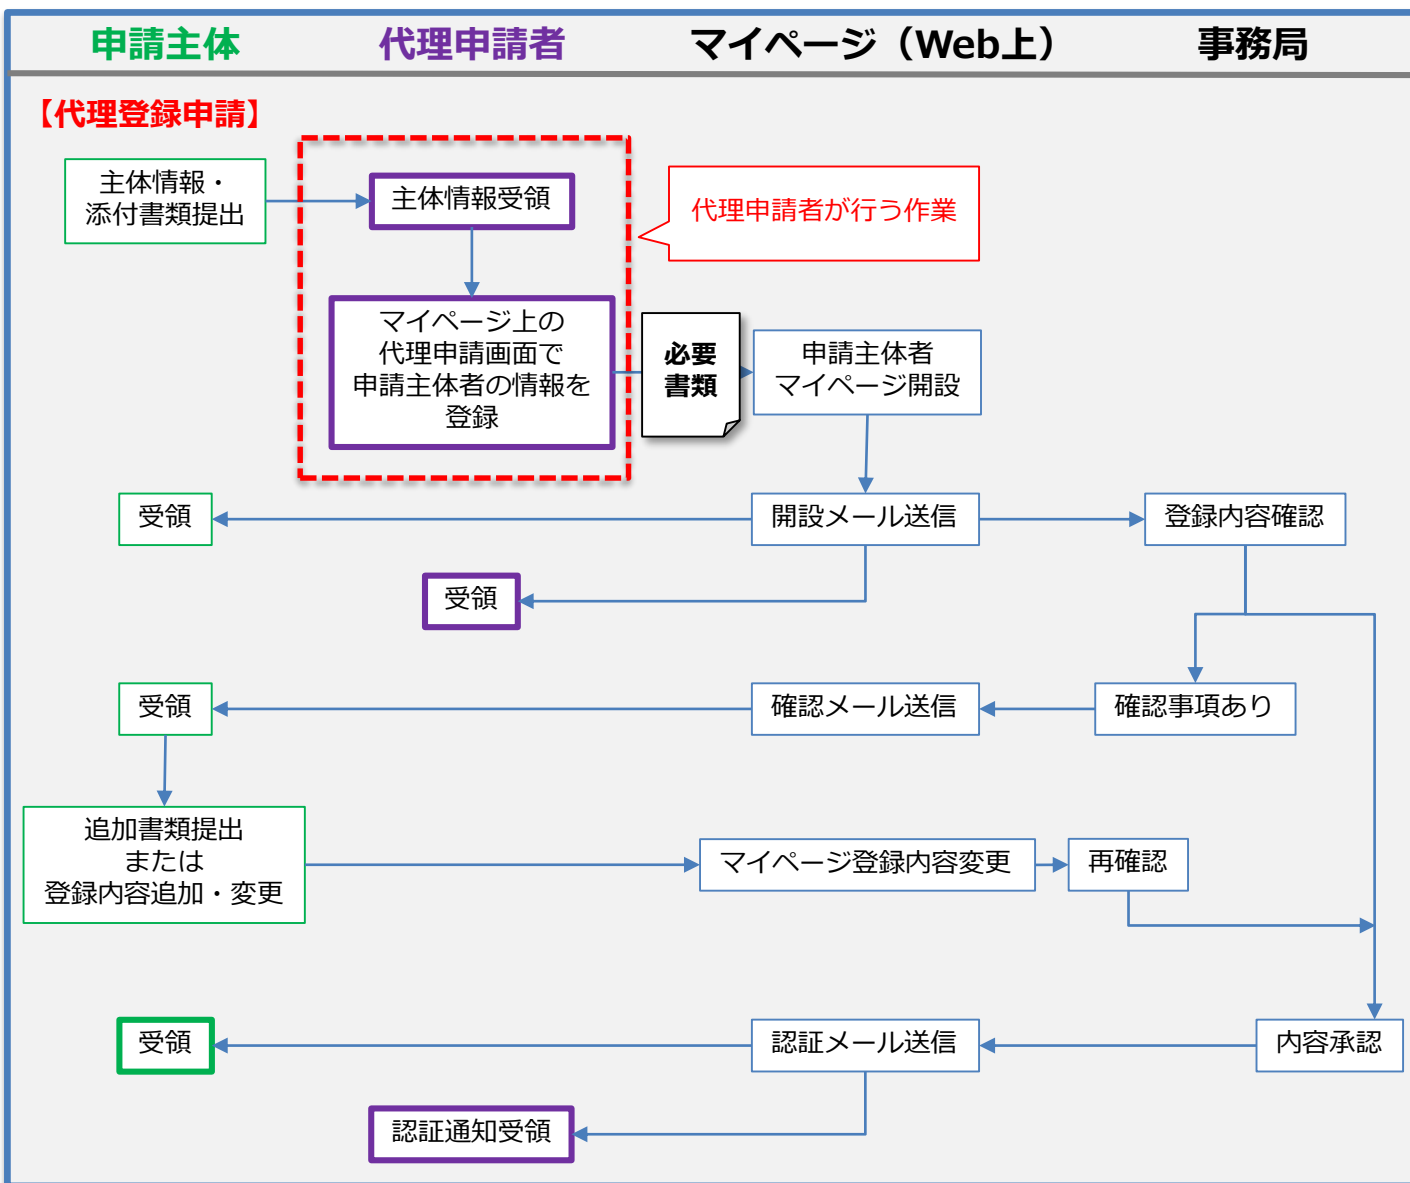 申請主体
代理申請者
マイページ（Web上）
事務局
【代理登録申請】
主体情報・
添付書類提出
主体情報受領
代理申請者が行う作業
マイページ上の
代理申請画面で
申請主体者の情報を
登録
必要
書類
申請主体者
マイページ開設
受領
開設メール送信
登録内容確認
受領
受領
確認メール送信
確認事項あり
追加書類提出
または
登録内容追加・変更
マイページ登録内容変更
再確認
受領
認証メール送信
内容承認
認証通知受領